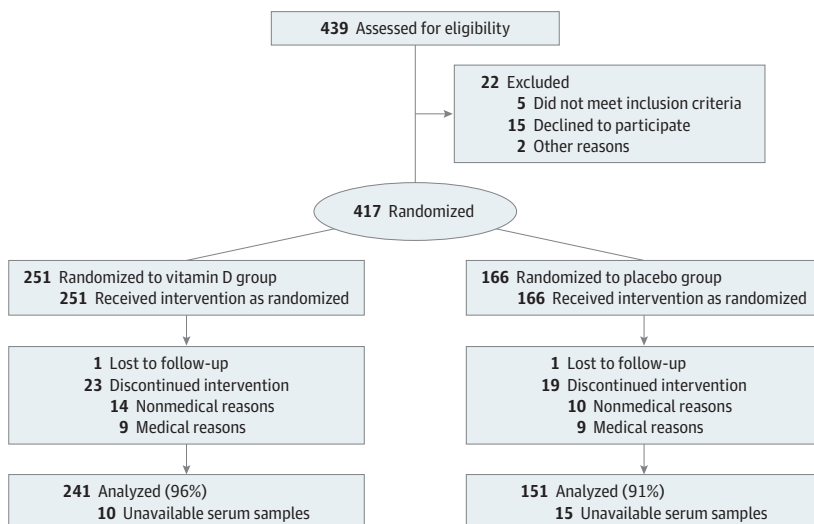 439 Assessed for eligibility
22 Excluded
5 Did not meet inclusion criteria
15 Declined to participate
2 Other reasons
417 Randomized
251 Randomized to vitamin D group
251 Received intervention as randomized
166 Randomized to placebo group
166 Received intervention as randomized
1 Lost to follow-up
23 Discontinued intervention
14 Nonmedical reasons
9 Medical reasons
1 Lost to follow-up
19 Discontinued intervention
10 Nonmedical reasons
9 Medical reasons
241 Analyzed (96%)
10 Unavailable serum samples
151 Analyzed (91%)
15 Unavailable serum samples